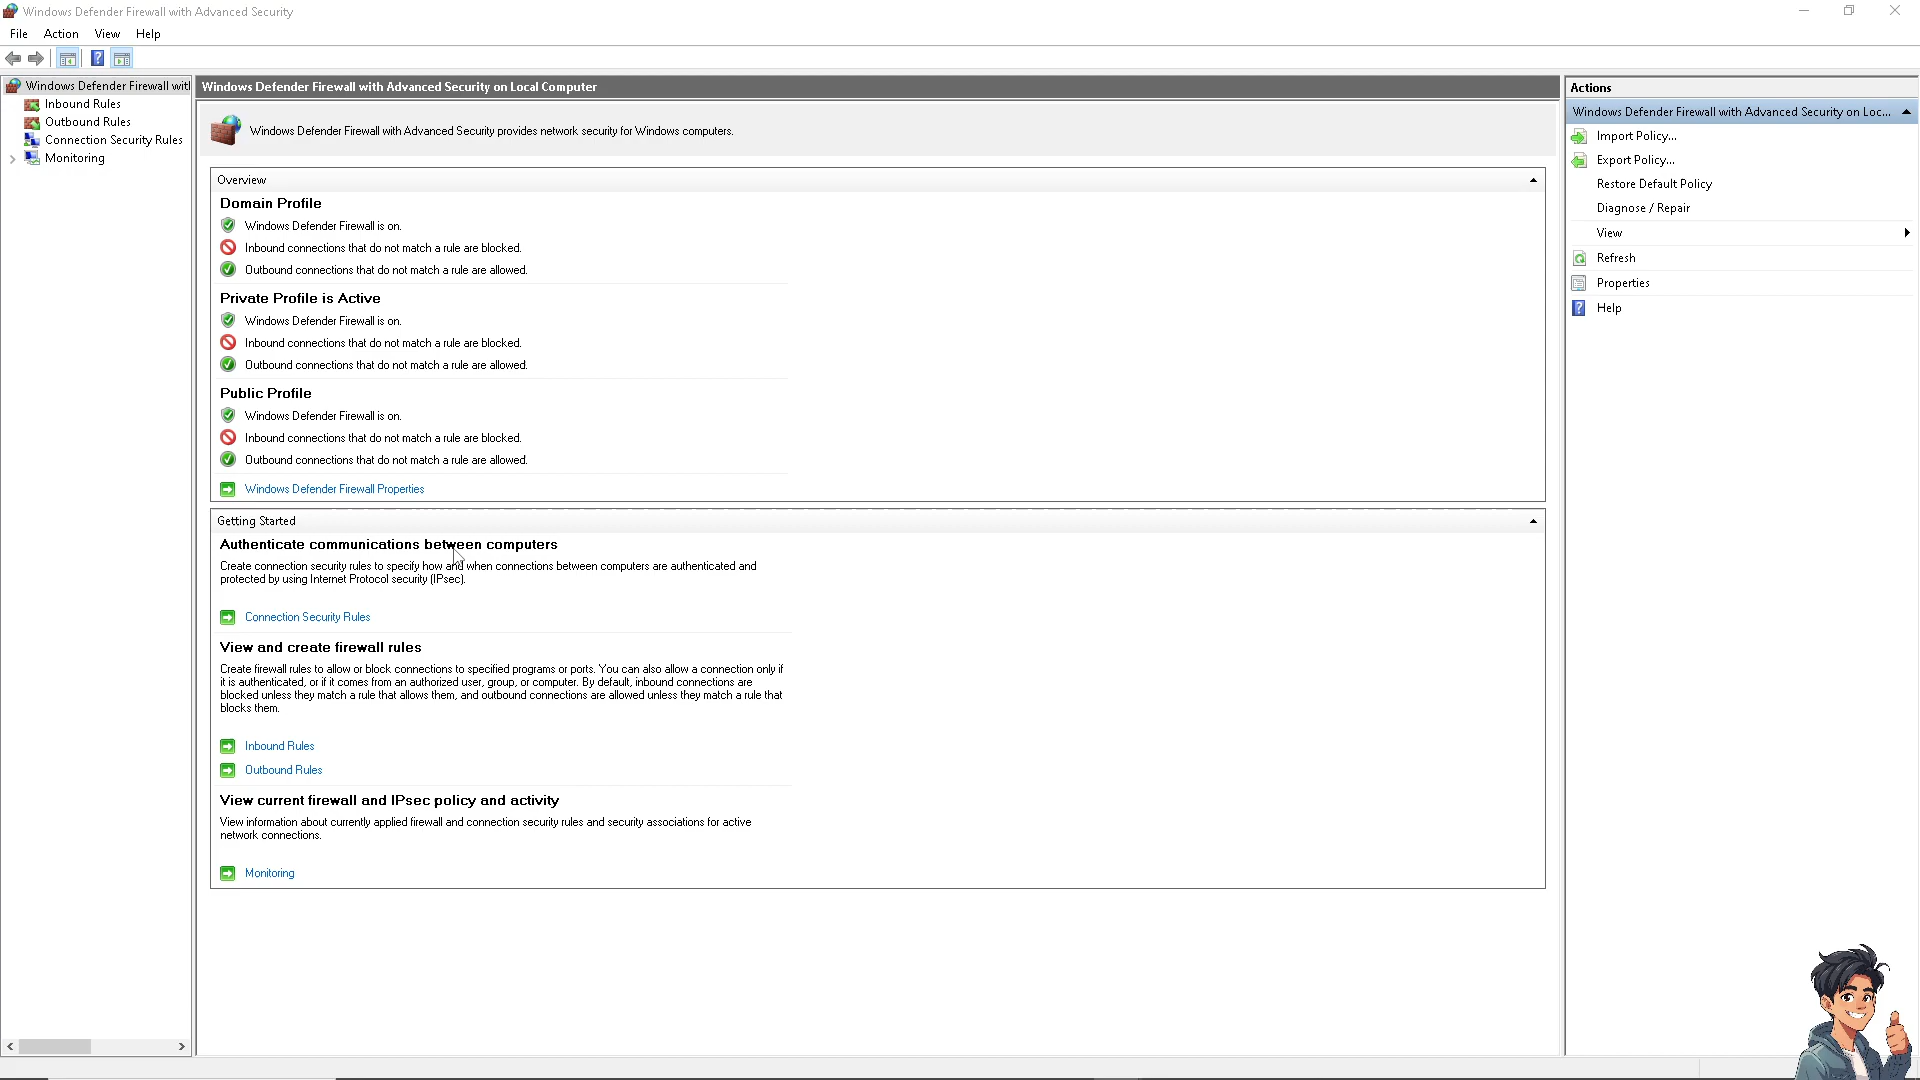 Windows Defender Firewall with Advanced Security
File Action View Help
Windows Defender Firewall wit
Inbound Rules
Outbound Rules
Connection Security Rules
Monitoring
Windows Defender Firewall with Advanced Security on Local Computer
Windows Defender Firewall with Advanced Security provides network security for Windows computers.
Overview
Domain Profile
Windows Defender Firewall is on.
Inbound connections that do not match a rule are blocked.
Outbound connections that do not match a rule are allowed.
Private Profile is Active
Windows Defender Firewall is on.
Inbound connections that do not match a rule are blocked.
Outbound connections that do not match a rule are allowed.
Public Profile
Windows Defender Firewall is on.
Inbound connections that do not match a rule are blocked.
Outbound connections that do not match a rule are allowed.
Windows Defender Firewall Properties
Getting Started
Authenticate communications between computers
Create connection security rules to specify how and when connections between computers are authenticated and
protected by using Internet Protocol security (IPsec).
Connection Security Rules
View and create firewall rules
Create firewall rules to allow or block connections to specified programs or ports. You can also allow a connection only if
it is authenticated, or if it comes from an authorized user, group, or computer. By default, inbound connections are
blocked unless they match a rule that allows them, and outbound connections are allowed unless they match a rule that
blocks them.
Inbound Rules
Outbound Rules
View current firewall and IPsec policy and activity
View information about currently applied firewall and connection security rules and security associations for active
network connections.
Monitoring
Actions
Windows Defender Firewall with Advanced Security on Loc...
Import Policy...
Export Policy...
Restore Default Policy
Diagnose / Repair
View
Refresh
Properties
Help